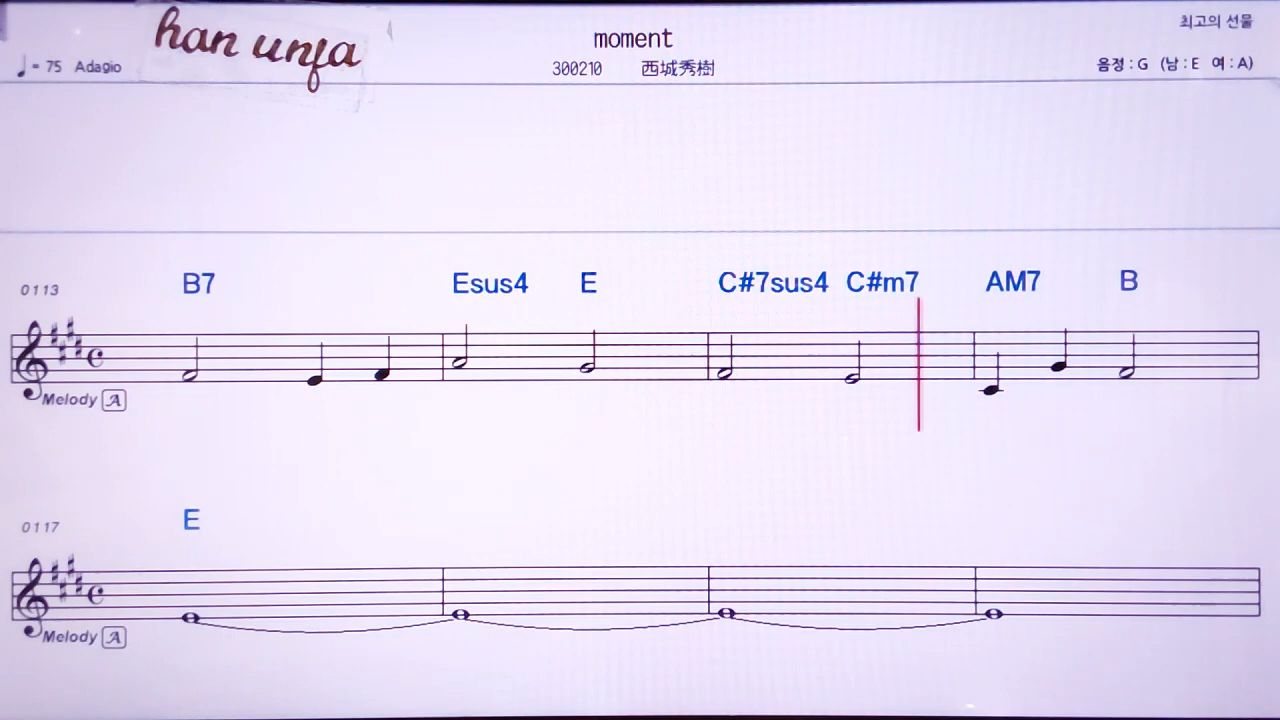 han unfa
moment
최고의 선물
♩= 75 Adagio
300210 西城秀樹
음정 : G (남 : E 여 : A)
0113
B7 Esus4 E C#7sus4 C#m7 AM7 B
Melody A
0117
E
Melody A